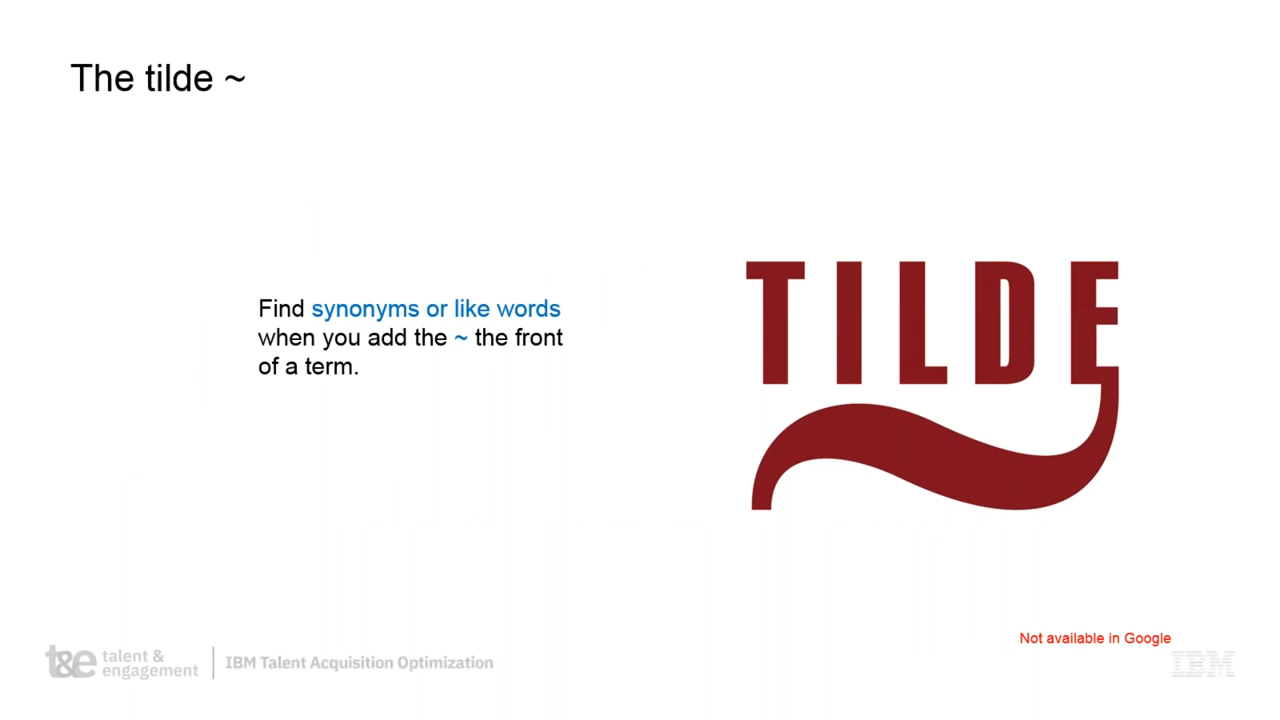 The tilde ~
Find synonyms or like words
when you add the ~ the front
of a term.
TILDE
Not available in Google
t&e talent & engagement | IBM Talent Acquisition Optimization
IBM